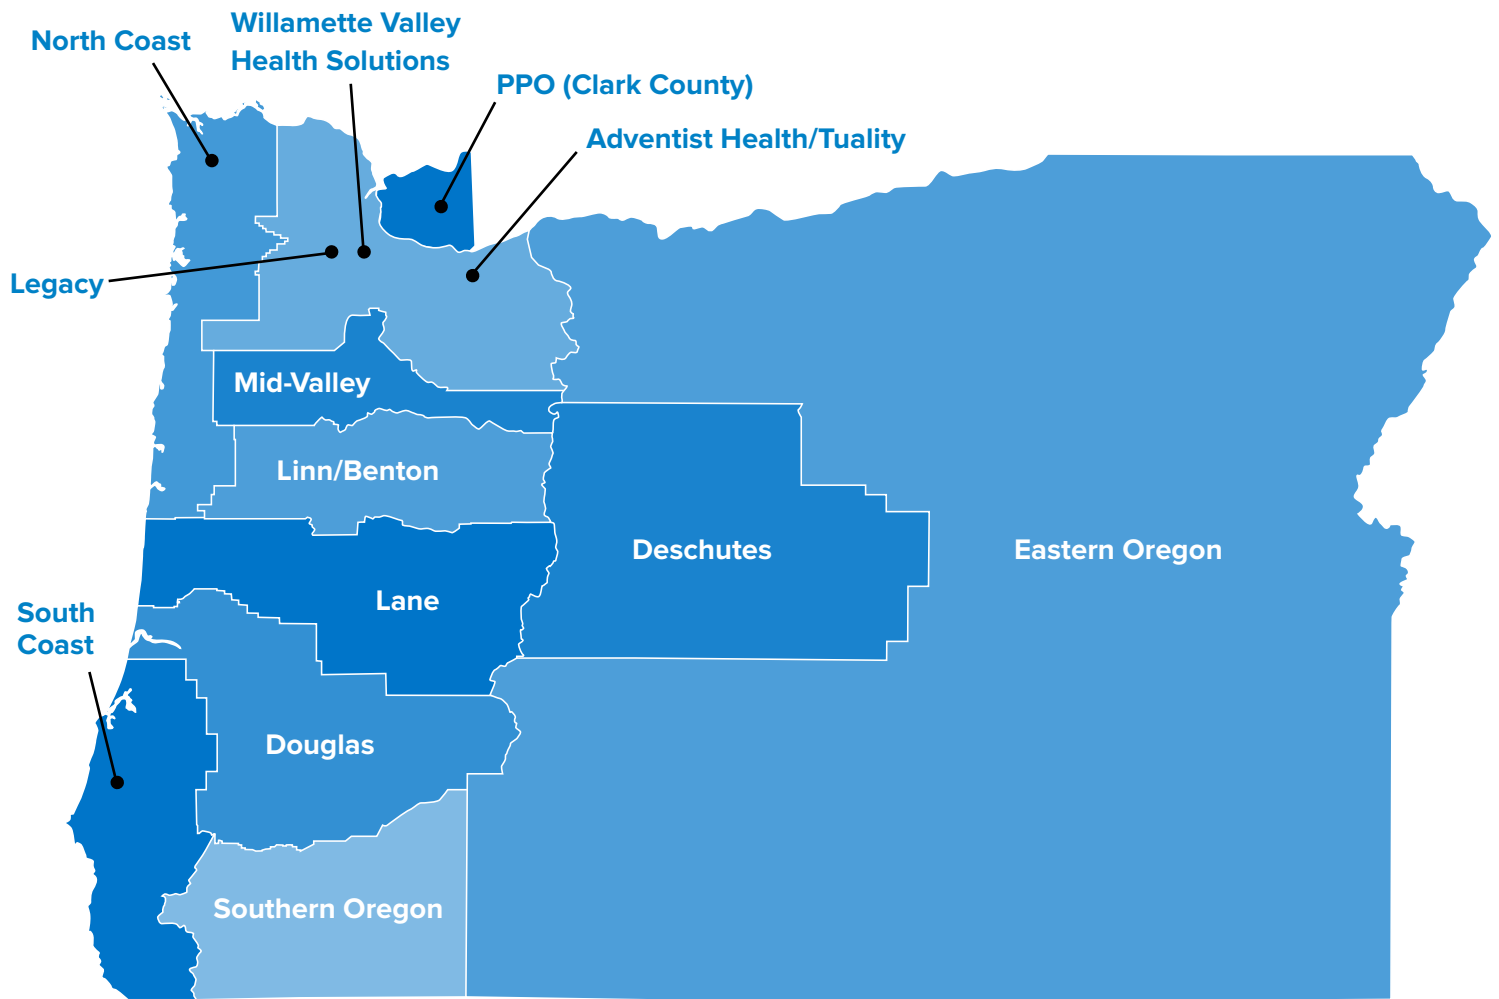 Willamette Valley
Health Solutions
North Coast
PPO (Clark County)
Adventist Health/Tuality
Legacy
Mid-Valley
Linn/Benton
Deschutes
Eastern Oregon
Lane
South
Coast
Douglas
Southern Oregon